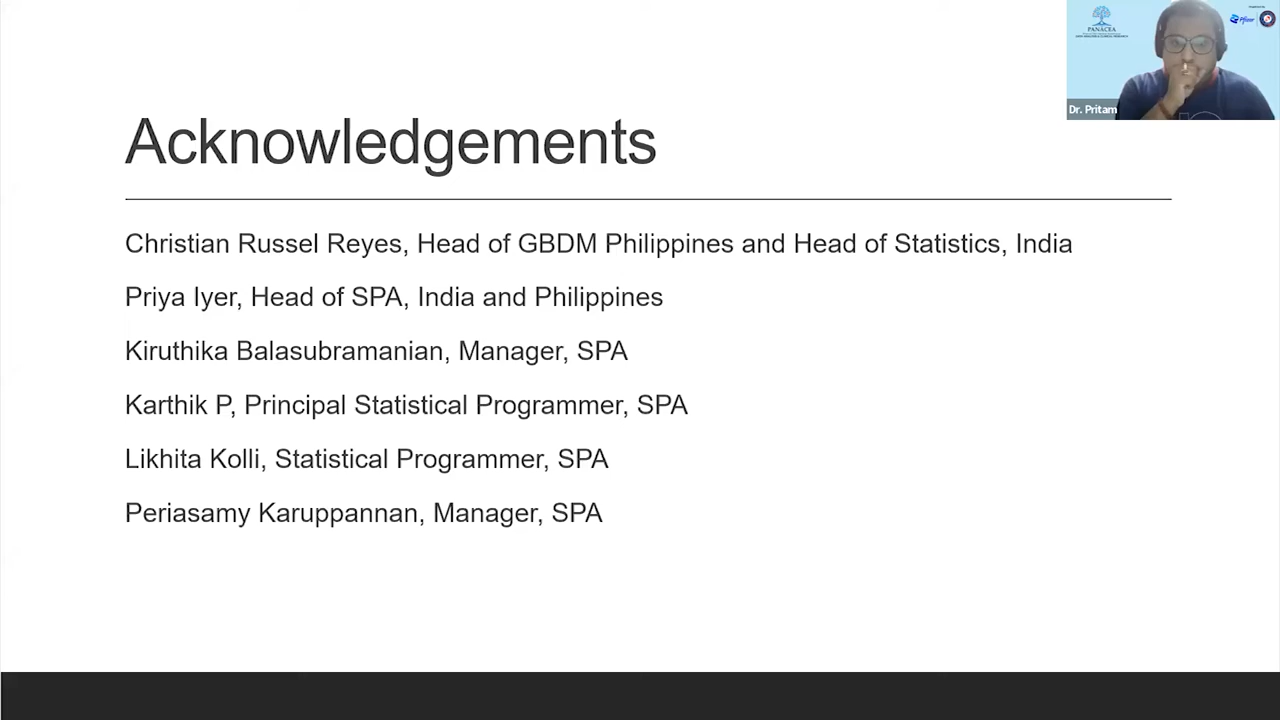 Acknowledgements
Christian Russel Reyes, Head of GBDM Philippines and Head of Statistics, India
Priya Iyer, Head of SPA, India and Philippines
Kiruthika Balasubramanian, Manager, SPA
Karthik P, Principal Statistical Programmer, SPA
Likhita Kolli, Statistical Programmer, SPA
Periasamy Karuppannan, Manager, SPA
PANACEA
Pfizer
Dr. Pritam